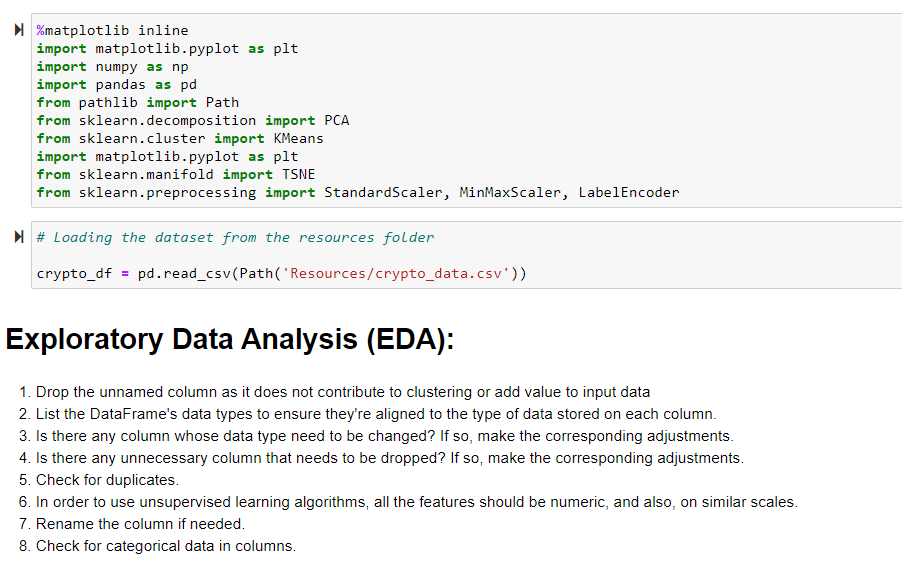 %matplotlib inline
import matplotlib.pyplot as plt
import numpy as np
import pandas as pd
from pathlib import Path
from sklearn.decomposition import PCA
from sklearn.cluster import KMeans
import matplotlib.pyplot as plt
from sklearn.manifold import TSNE
from sklearn.preprocessing import StandardScaler, MinMaxScaler, LabelEncoder
# Loading the dataset from the resources folder
crypto_df = pd.read_csv(Path('Resources/crypto_data.csv'))
Exploratory Data Analysis (EDA):
1. Drop the unnamed column as it does not contribute to clustering or add value to input data
2. List the DataFrame's data types to ensure they're aligned to the type of data stored on each column.
3. Is there any column whose data type need to be changed? If so, make the corresponding adjustments.
4. Is there any unnecessary column that needs to be dropped? If so, make the corresponding adjustments.
5. Check for duplicates.
6. In order to use unsupervised learning algorithms, all the features should be numeric, and also, on similar scales.
7. Rename the column if needed.
8. Check for categorical data in columns.